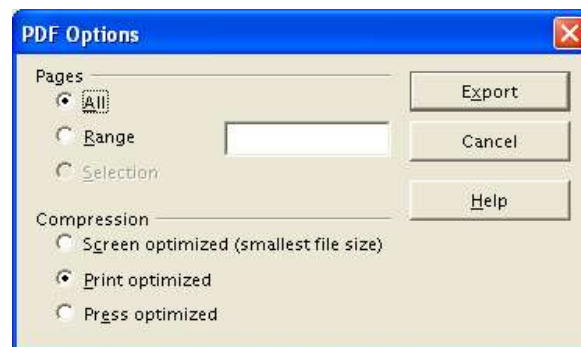 PDF Options
Pages
All
Range
Selection
Compression
Screen optimized (smallest file size)
Print optimized
Press optimized
Export
Cancel
Help